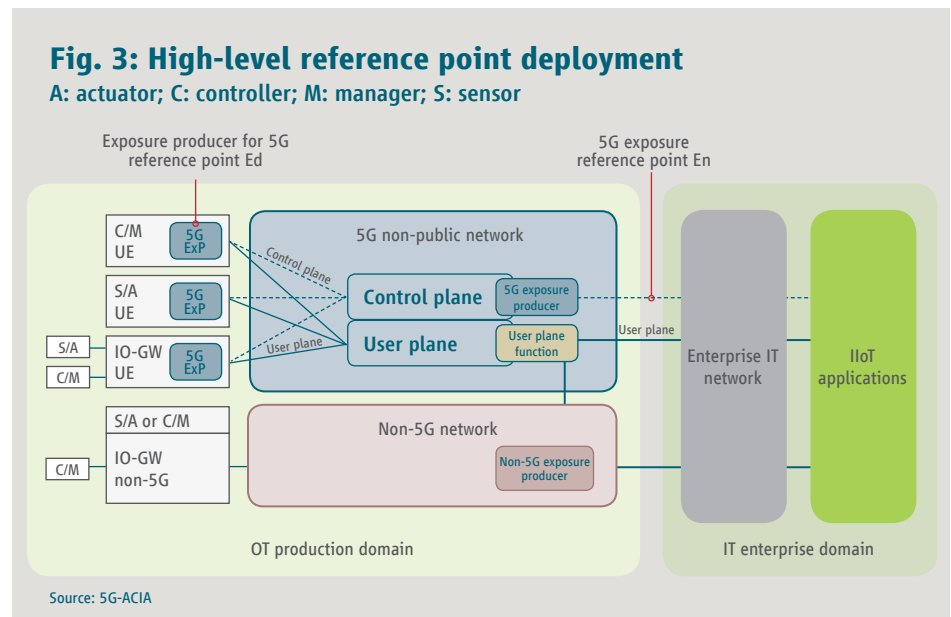 Fig. 3: High-level reference point deployment
A: actuator; C: controller; M: manager; S: sensor
Exposure producer for 5G
reference point Ed
5G exposure
reference point En
C/M
UE
5G
ExP
S/A
UE
5G
ExP
S/A
C/M
IO-GW
UE
5G
ExP
Control plane
User plane
5G non-public network
Control plane
5G exposure
producer
User plane
User plane
function
User plane
S/A or C/M
C/M
IO-GW
non-5G
Non-5G network
Non-5G exposure
producer
Enterprise IT
network
IIoT
applications
OT production domain
IT enterprise domain
Source: 5G-ACIA